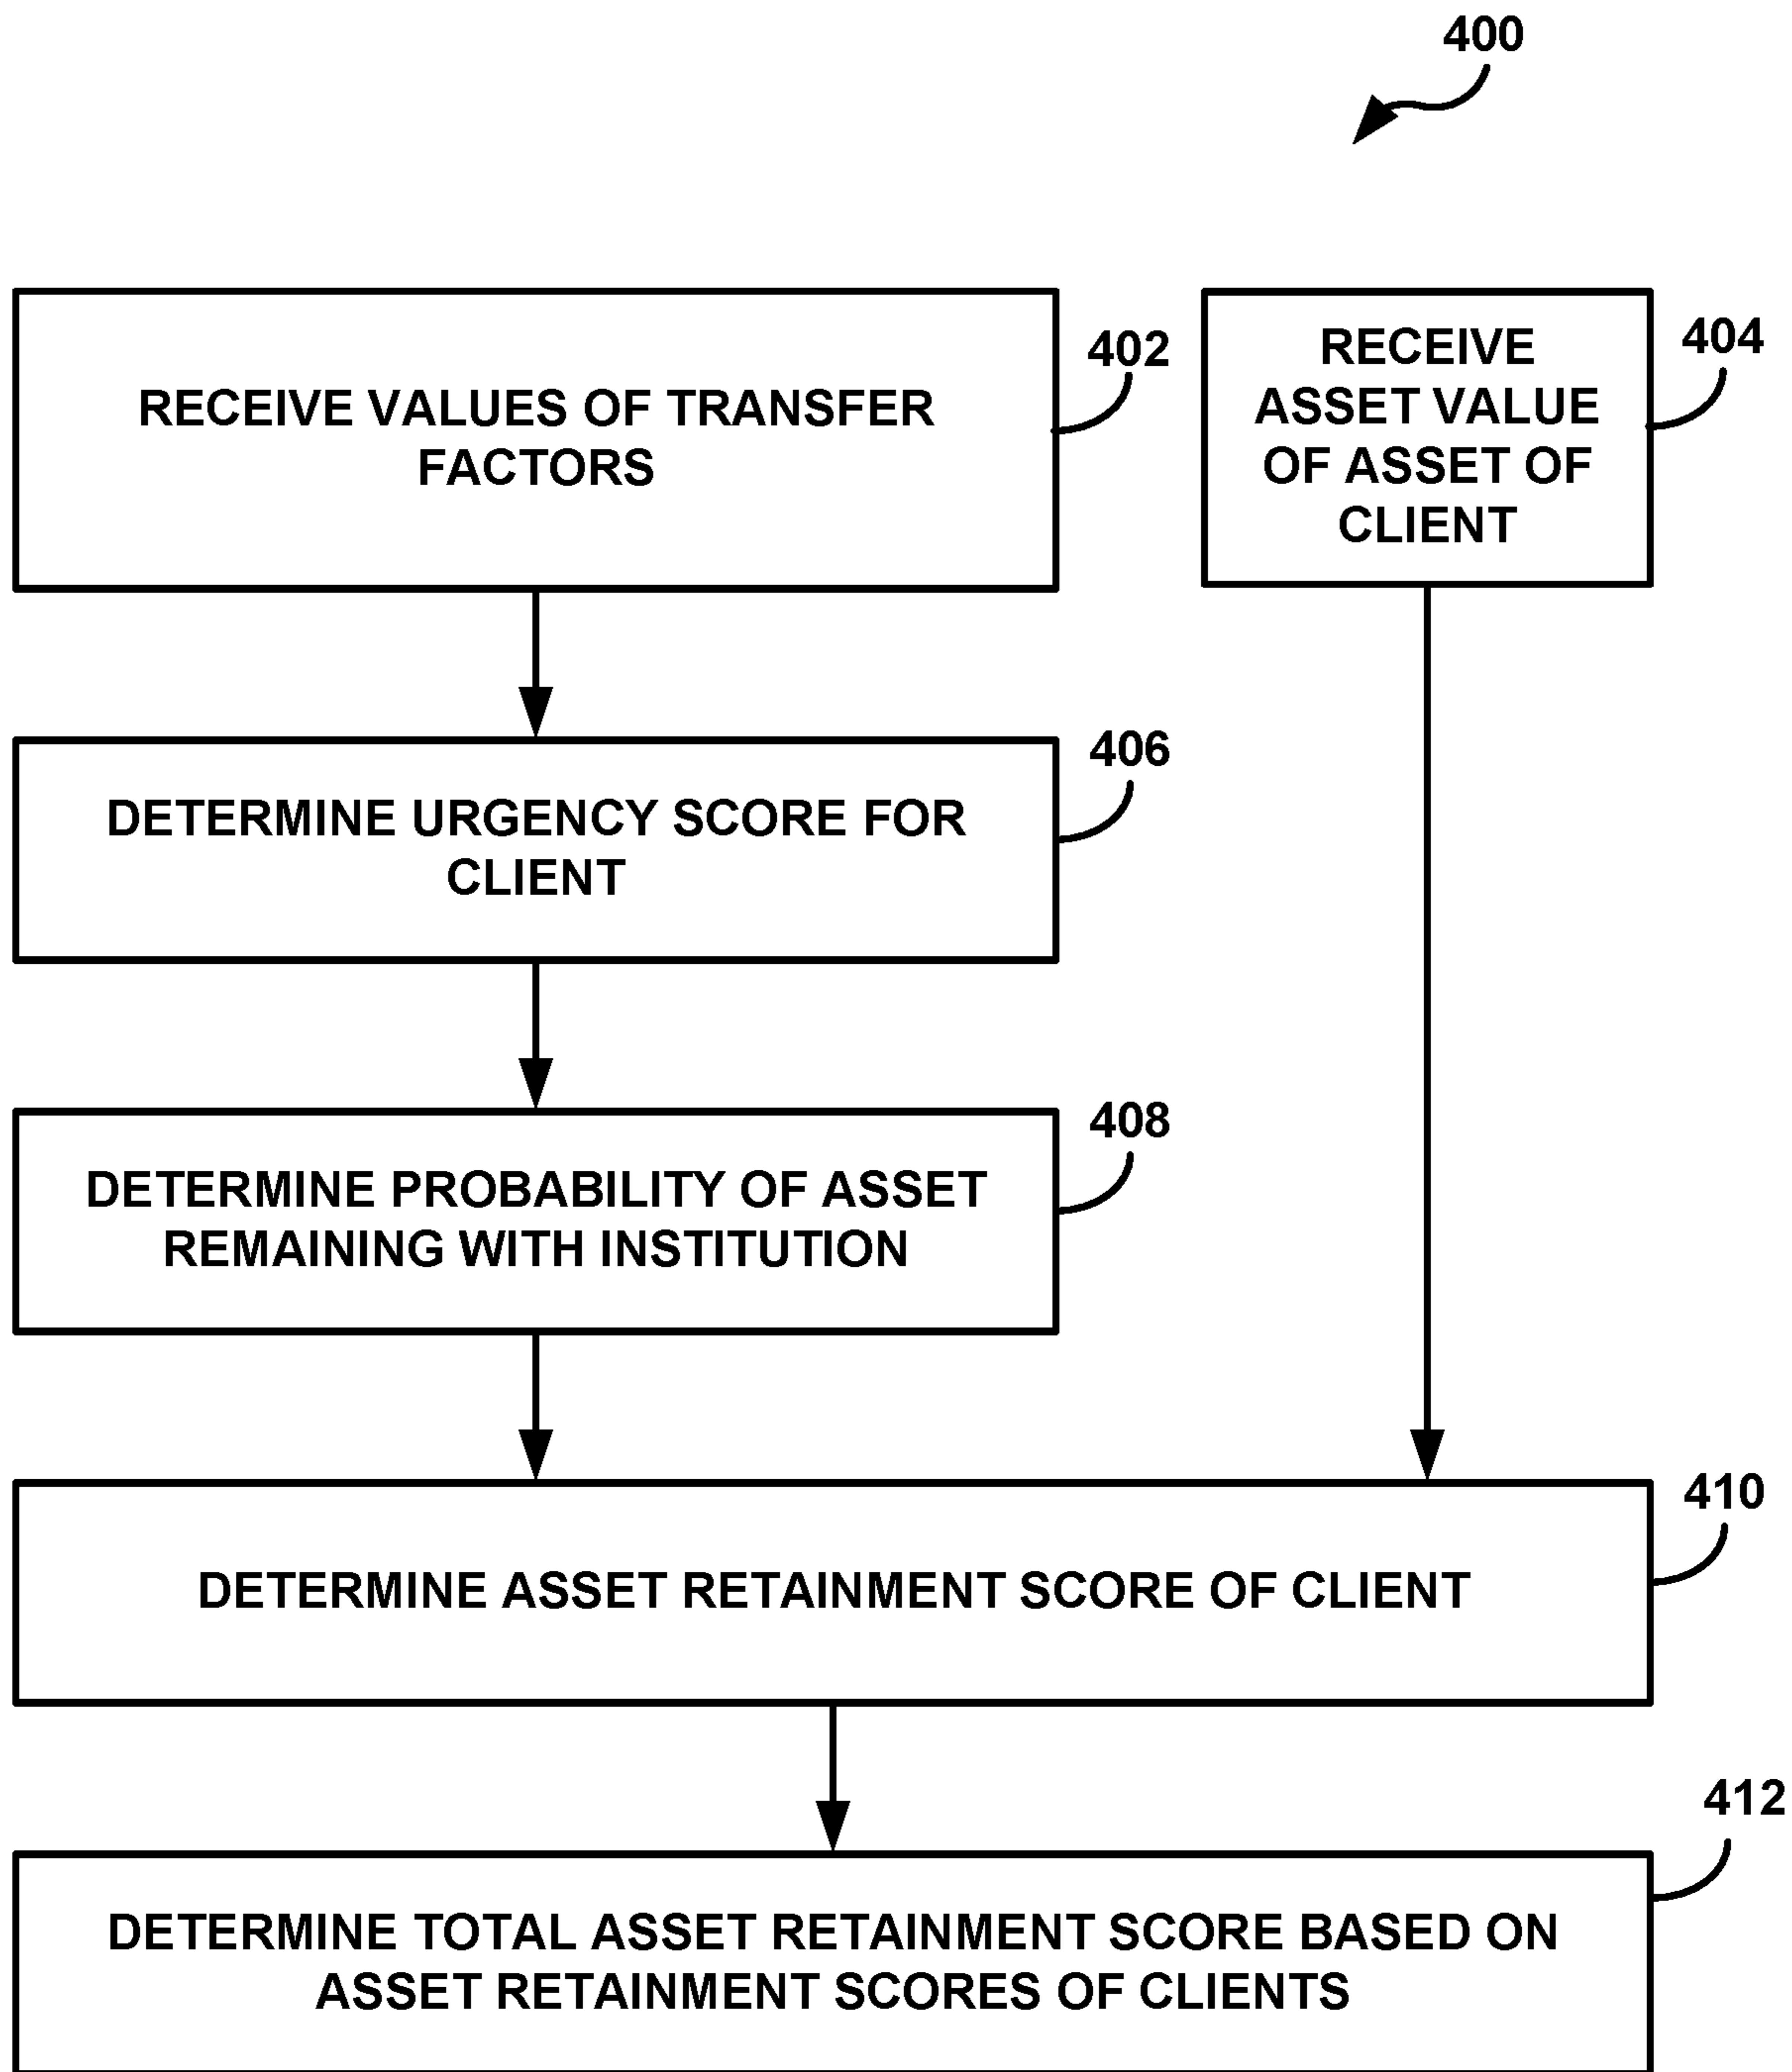 400
RECEIVE VALUES OF TRANSFER
FACTORS
402
RECEIVE
ASSET VALUE
OF ASSET OF
CLIENT
404
DETERMINE URGENCY SCORE FOR
CLIENT
406
DETERMINE PROBABILITY OF ASSET
REMAINING WITH INSTITUTION
408
DETERMINE ASSET RETAINMENT SCORE OF CLIENT
410
DETERMINE TOTAL ASSET RETAINMENT SCORE BASED ON
ASSET RETAINMENT SCORES OF CLIENTS
412